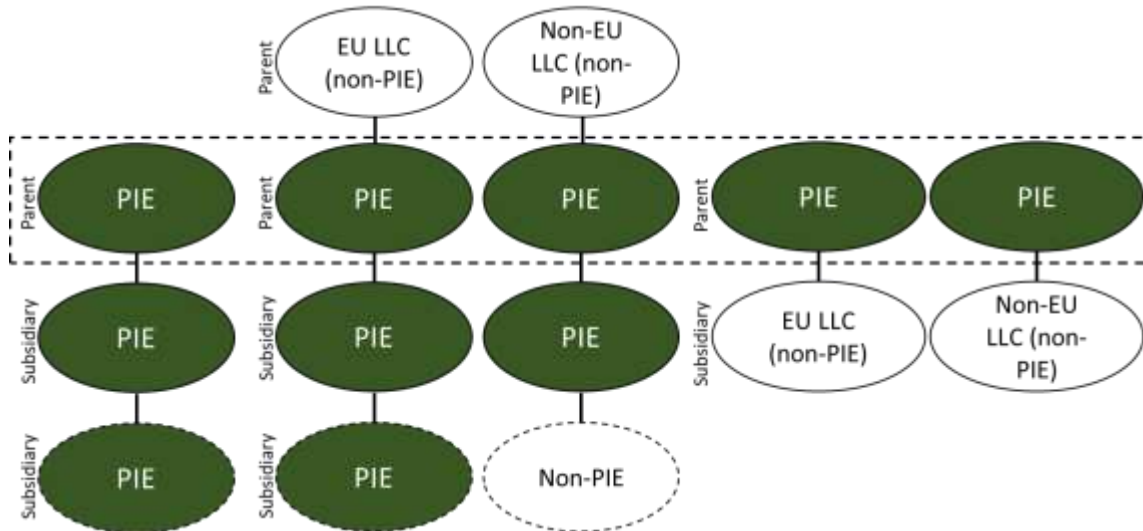 Parent
EU LLC
(non-PIE)
Non-EU
LLC (non-
PIE)
Parent
PIE
Parent
PIE
PIE
Parent
PIE
PIE
Subsidiary
PIE
Subsidiary
PIE
PIE
Subsidiary
EU LLC
(non-PIE)
Non-EU
LLC (non-
PIE)
Subsidiary
PIE
Subsidiary
PIE
Non-PIE